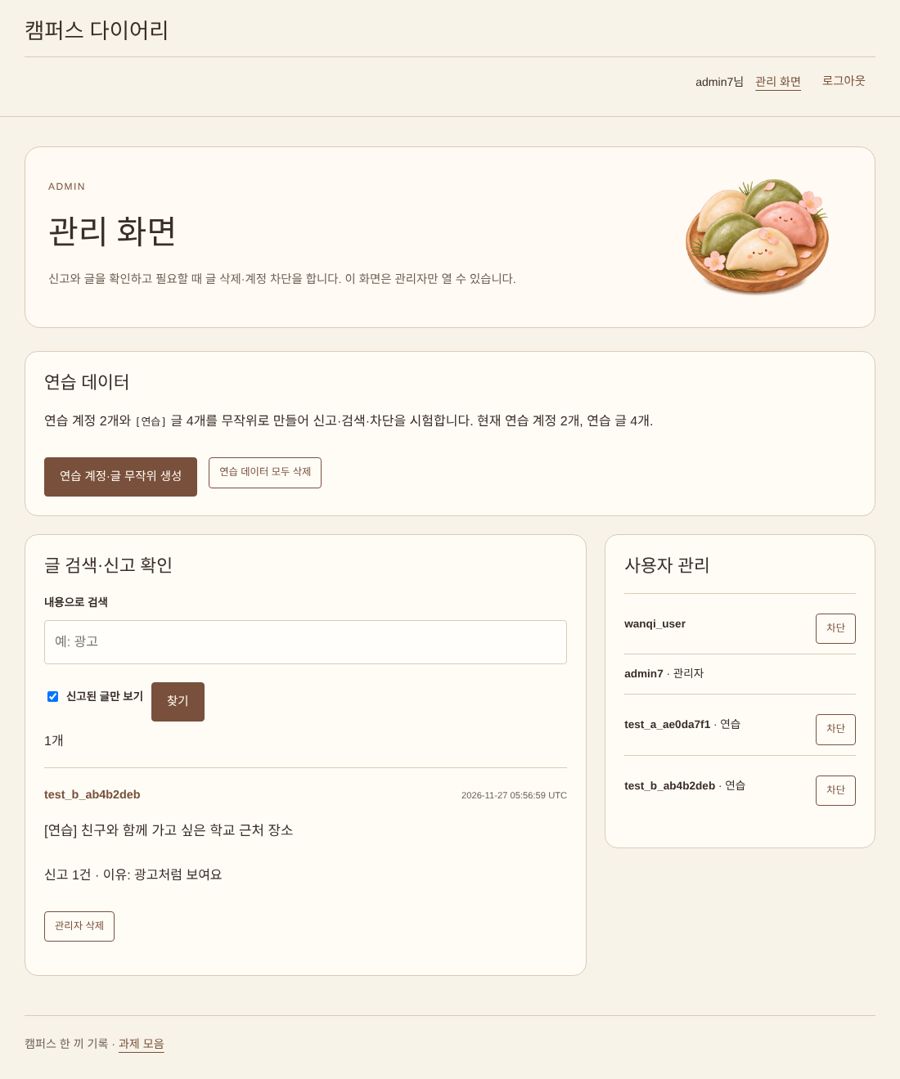 캠퍼스 다이어리
admin7님 관리 화면 로그아웃
ADMIN
관리 화면
신고와 글을 확인하고 필요할 때 글 삭제·계정 차단을 합니다. 이 화면은 관리자만 열 수 있습니다.
연습 데이터
연습 계정 2개와 [연습] 글 4개를 무작위로 만들어 신고·검색·차단을 시험합니다. 현재 연습 계정 2개, 연습 글 4개.
연습 계정·글 무작위 생성 연습 데이터 모두 삭제
글 검색·신고 확인
내용으로 검색
예: 광고
신고된 글만 보기 찾기
1개
test_b_ab4b2deb 2026-11-27 05:56:59 UTC
[연습] 친구와 함께 가고 싶은 학교 근처 장소
신고 1건 · 이유: 광고처럼 보여요
관리자 삭제
사용자 관리
wanqi_user 차단
admin7 · 관리자
test_a_ae0da7f1 · 연습 차단
test_b_ab4b2deb · 연습 차단
캠퍼스 한 끼 기록 · 과제 모음